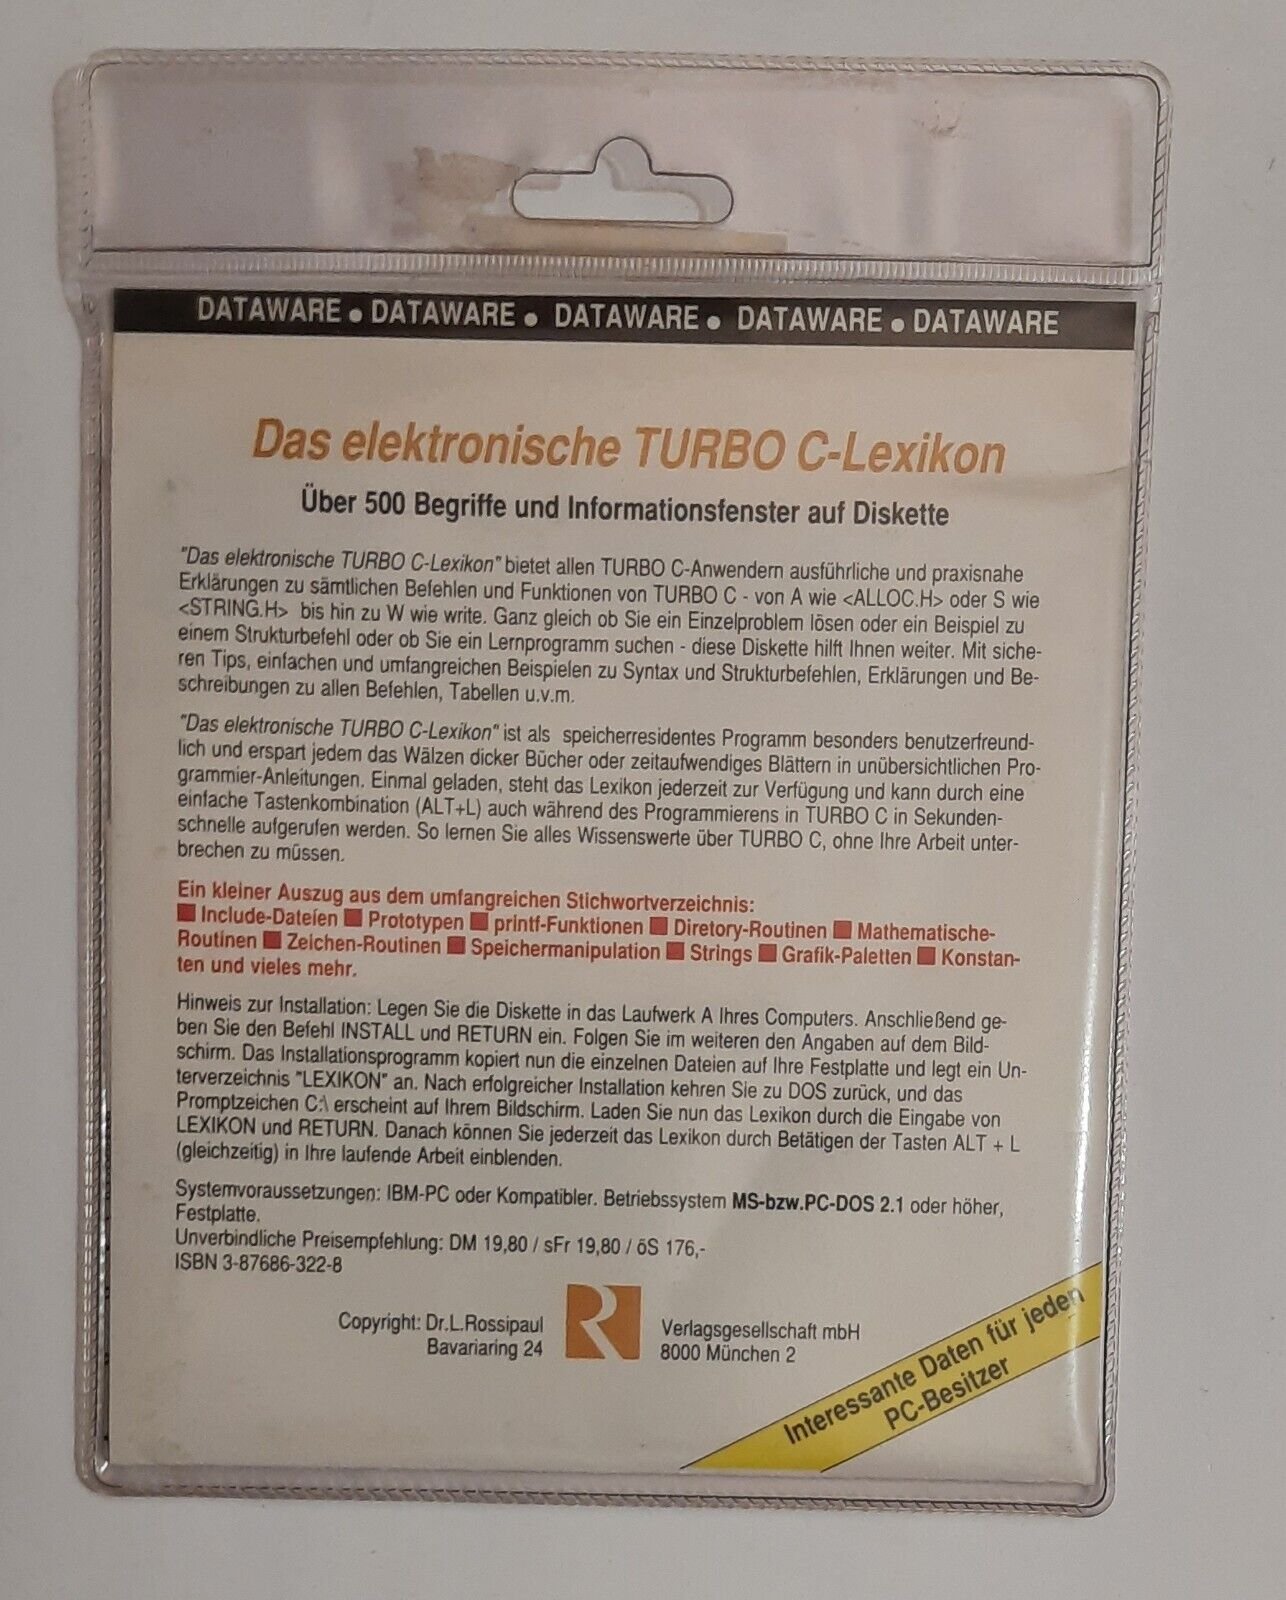 DATAWARE ● DATAWARE ● DATAWARE ● DATAWARE ● DATAWARE
Das elektronische TURBO C-Lexikon
Über 500 Begriffe und Informationsfenster auf Diskette
"Das elektronische TURBO C-Lexikon" bietet allen TURBO C-Anwendern ausführliche und praxisnahe
Erklärungen zu sämtlichen Befehlen und Funktionen von TURBO C - von A wie <ALLOC.H> oder S wie
<STRING.H> bis hin zu W wie write. Ganz gleich ob Sie ein Einzelproblem lösen oder ein Beispiel zu
einem Strukturbefehl oder ob Sie ein Lernprogramm suchen - diese Diskette hilft Ihnen weiter. Mit siche-
ren Tips, einfachen und umfangreichen Beispielen zu Syntax und Strukturbefehlen, Erklärungen und Be-
schreibungen zu allen Befehlen, Tabellen u.v.m.
"Das elektronische TURBO C-Lexikon" ist als speicherresidentes Programm besonders benutzerfreund-
lich und erspart jedem das Wälzen dicker Bücher oder zeitaufwendiges Blättern in unübersichtlichen Pro-
grammier-Anleitungen. Einmal geladen, steht das Lexikon jederzeit zur Verfügung und kann durch eine
einfache Tastenkombination (ALT+L) auch während des Programmierens in TURBO C in Sekunden-
schnelle aufgerufen werden. So lernen Sie alles Wissenswerte über TURBO C, ohne Ihre Arbeit unter-
brechen zu müssen.
Ein kleiner Auszug aus dem umfangreichen Stichwortverzeichnis:
■ Include-Dateien ■ Prototypen ■ printf-Funktionen ■ Diretory-Routinen ■ Mathematische-
Routinen ■ Zeichen-Routinen ■ Speichermanipulation ■ Strings ■ Grafik-Paletten ■ Konstan-
ten und vieles mehr.
Hinweis zur Installation: Legen Sie die Diskette in das Laufwerk A Ihres Computers. Anschließend ge-
ben Sie den Befehl INSTALL und RETURN ein. Folgen Sie im weiteren den Angaben auf dem Bild-
schirm. Das Installationsprogramm kopiert nun die einzelnen Dateien auf Ihre Festplatte und legt ein Un-
terverzeichnis "LEXIKON" an. Nach erfolgreicher Installation kehren Sie zu DOS zurück, und das
Promptzeichen C:\ erscheint auf Ihrem Bildschirm. Laden Sie nun das Lexikon durch die Eingabe von
LEXIKON und RETURN. Danach können Sie jederzeit das Lexikon durch Betätigen der Tasten ALT + L
(gleichzeitig) in Ihre laufende Arbeit einblenden.
Systemvoraussetzungen: IBM-PC oder Kompatibler. Betriebssystem MS-bzw.PC-DOS 2.1 oder höher,
Festplatte.
Unverbindliche Preisempfehlung: DM 19,80 / sFr 19,80 / öS 176,-
ISBN 3-87686-322-8
Copyright: Dr.L.Rossipaul
Bavariaring 24
R
Verlagsgesellschaft mbH
8000 München 2
Interessante Daten für jeden
PC-Besitzer